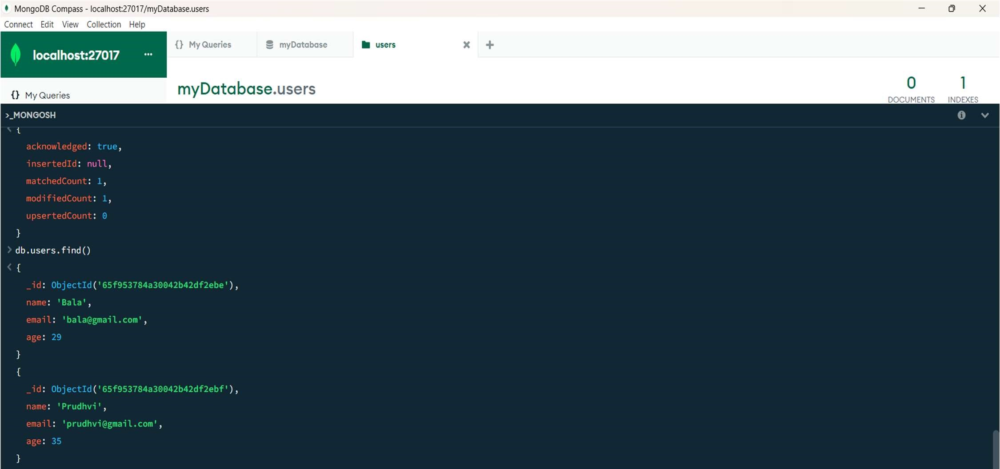 MongoDB Compass - localhost:27017/myDatabase.users
Connect Edit View Collection Help
localhost:27017 ...
{} My Queries
myDatabase
users
{} My Queries
myDatabase.users
0
DOCUMENTS
1
INDEXES
>_MONGOSH
{
acknowledged: true,
insertedId: null,
matchedCount: 1,
modifiedCount: 1,
upsertedCount: 0
}
> db.users.find()
< {
_id: ObjectId('65f953784a30042b42df2ebe'),
name: 'Bala',
email: 'bala@gmail.com',
age: 29
}
{
_id: ObjectId('65f953784a30042b42df2ebf'),
name: 'Prudhvi',
email: 'prudhvi@gmail.com',
age: 35
}